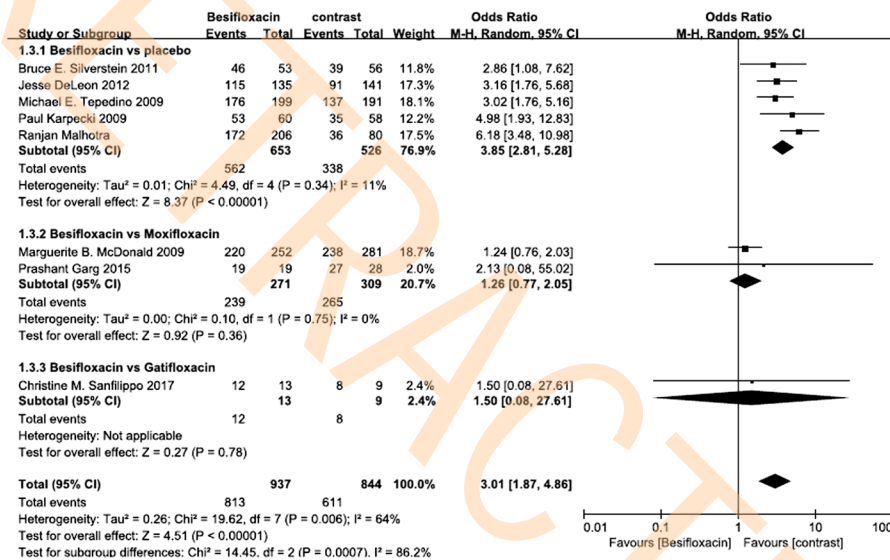 Besifloxacin contrast Odds Ratio Odds Ratio
Study or Subgroup Events Total Events Total Weight M-H, Random, 95% CI M-H, Random, 95% CI
1.3.1 Besifloxacin vs placebo
Bruce E. Silverstein 2011 46 53 39 56 11.8% 2.86 [1.08, 7.62]
Jesse DeLeon 2012 115 135 91 141 17.3% 3.16 [1.76, 5.68]
Michael E. Tepedino 2009 176 199 137 191 18.1% 3.02 [1.76, 5.16]
Paul Karpecki 2009 53 60 35 58 12.2% 4.98 [1.93, 12.83]
Ranjan Malhotra 172 206 36 80 17.5% 6.18 [3.48, 10.98]
Subtotal (95% CI) 653 526 76.9% 3.85 [2.81, 5.28]
Total events 562 338
Heterogeneity: Tau² = 0.01; Chi² = 4.49, df = 4 (P = 0.34); I² = 11%
Test for overall effect: Z = 8.37 (P < 0.00001)
1.3.2 Besifloxacin vs Moxifloxacin
Marguerite B. McDonald 2009 220 252 238 281 18.7% 1.24 [0.76, 2.03]
Prashant Garg 2015 19 19 27 28 2.0% 2.13 [0.08, 55.02]
Subtotal (95% CI) 271 309 20.7% 1.26 [0.77, 2.05]
Total events 239 265
Heterogeneity: Tau² = 0.00; Chi² = 0.10, df = 1 (P = 0.75); I² = 0%
Test for overall effect: Z = 0.92 (P = 0.36)
1.3.3 Besifloxacin vs Gatifloxacin
Christine M. Sanfilippo 2017 12 13 8 9 2.4% 1.50 [0.08, 27.61]
Subtotal (95% CI) 13 9 2.4% 1.50 [0.08, 27.61]
Total events 12 8
Heterogeneity: Not applicable
Test for overall effect: Z = 0.27 (P = 0.78)
Total (95% CI) 937 844 100.0% 3.01 [1.87, 4.86]
Total events 813 611
Heterogeneity: Tau² = 0.26; Chi² = 19.62, df = 7 (P = 0.006); I² = 64%
Test for overall effect: Z = 4.51 (P < 0.00001)
Test for subgroup differences: Chi² = 14.45, df = 2 (P = 0.0007), I² = 86.2%
0.01 0.1 1 10 100
Favours [Besifloxacin] Favours [contrast]
TRACT